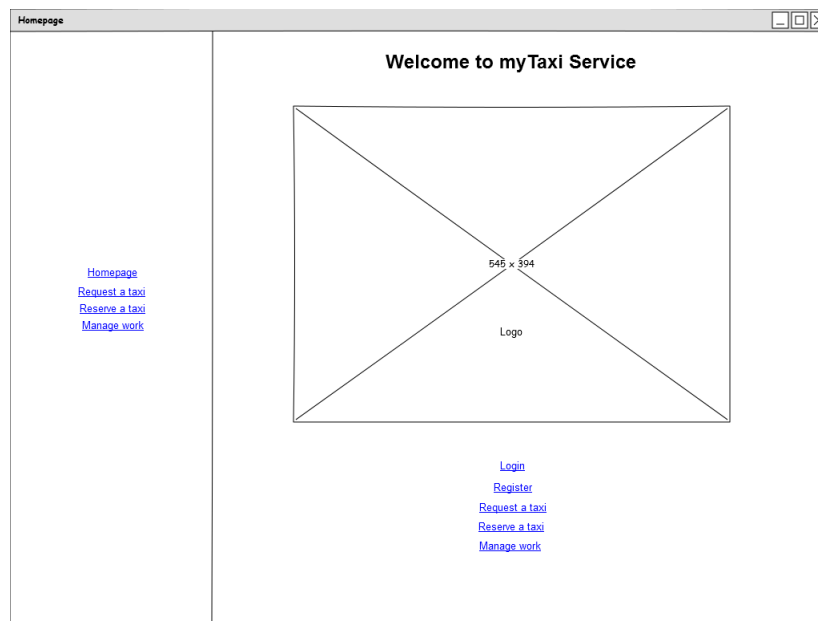 Homepage
Welcome to myTaxi Service
Homepage
Request a taxi
Reserve a taxi
Manage work
545 × 394
Logo
Login
Register
Request a taxi
Reserve a taxi
Manage work